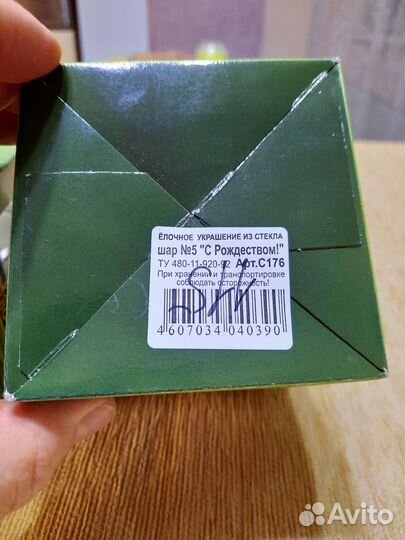 ЁЛОЧНОЕ УКРАШЕНИЕ ИЗ СТЕКЛА
шар №5 "С Рождеством!"
ТУ 480-11-920-92 Арт.С176
При хранении и транспортировке
соблюдать осторожность!
4 607034 040390
Avito